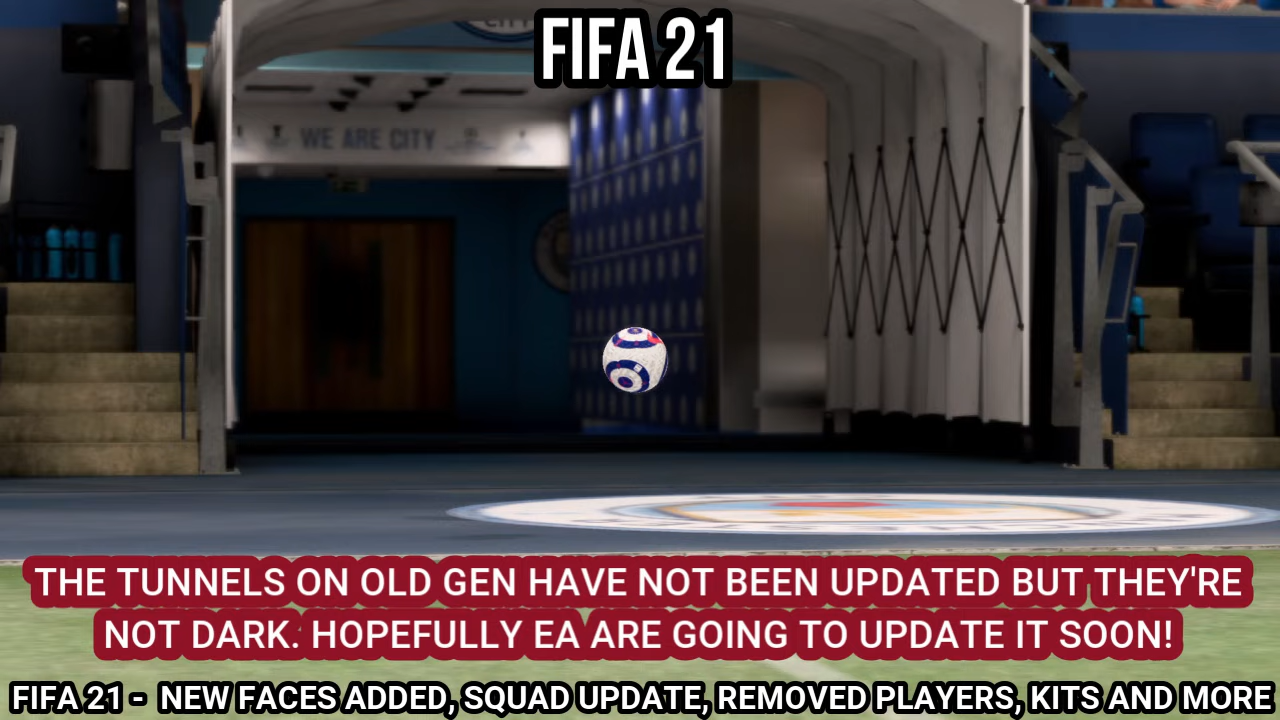 FIFA 21
WE ARE CITY
THE TUNNELS ON OLD GEN HAVE NOT BEEN UPDATED BUT THEY'RE
NOT DARK. HOPEFULLY EA ARE GOING TO UPDATE IT SOON!
FIFA 21 - NEW FACES ADDED, SQUAD UPDATE, REMOVED PLAYERS, KITS AND MORE